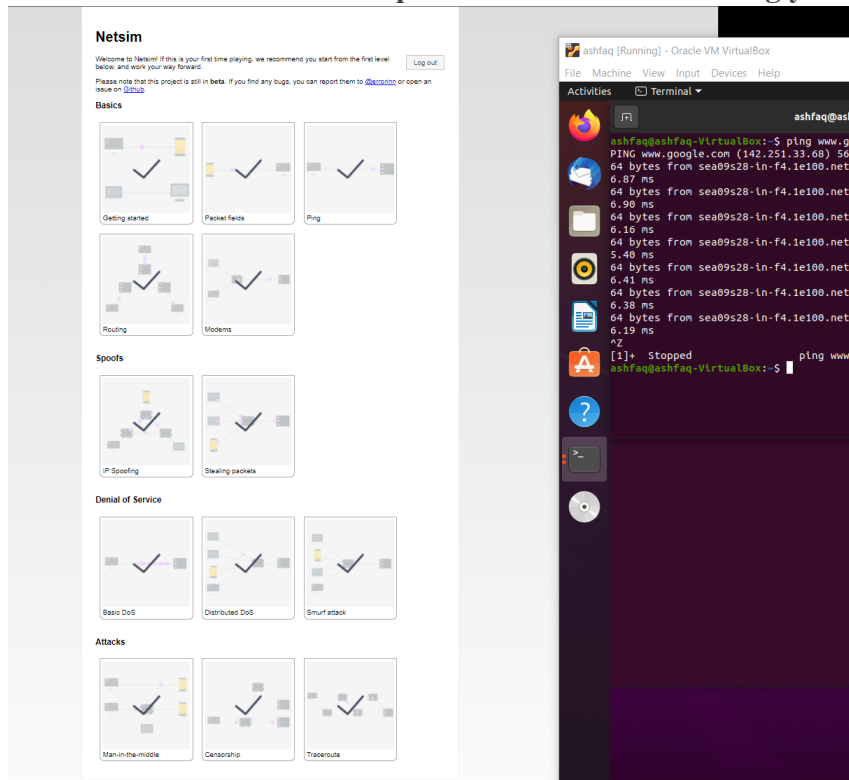 Netsim
Welcome to Netsim! If this is your first time playing, we recommend you start from the first level
below, and work your way forward.
Log out
Please note that this project is still in beta. If you find any bugs, you can report them to @errorinn or open an
issue on Github.
Basics
Getting started
Packet fields
Ping
Routing
Modems
Spoofs
IP Spoofing
Stealing packets
Denial of Service
Basic DoS
Distributed DoS
Smurf attack
Attacks
Man-in-the-middle
Censorship
Traceroute
ashfaq [Running] - Oracle VM VirtualBox
File Machine View Input Devices Help
Activities
Terminal
ashfaq@ash
ashfaq@ashfaq-VirtualBox:~$ ping www.g
PING www.google.com (142.251.33.68) 56
64 bytes from sea09s28-in-f4.1e100.net
6.87 ms
64 bytes from sea09s28-in-f4.1e100.net
6.90 ms
64 bytes from sea09s28-in-f4.1e100.net
6.16 ms
64 bytes from sea09s28-in-f4.1e100.net
5.40 ms
64 bytes from sea09s28-in-f4.1e100.net
6.41 ms
64 bytes from sea09s28-in-f4.1e100.net
6.38 ms
64 bytes from sea09s28-in-f4.1e100.net
6.19 ms
^Z
[1]+ Stopped ping www
ashfaq@ashfaq-VirtualBox:~$